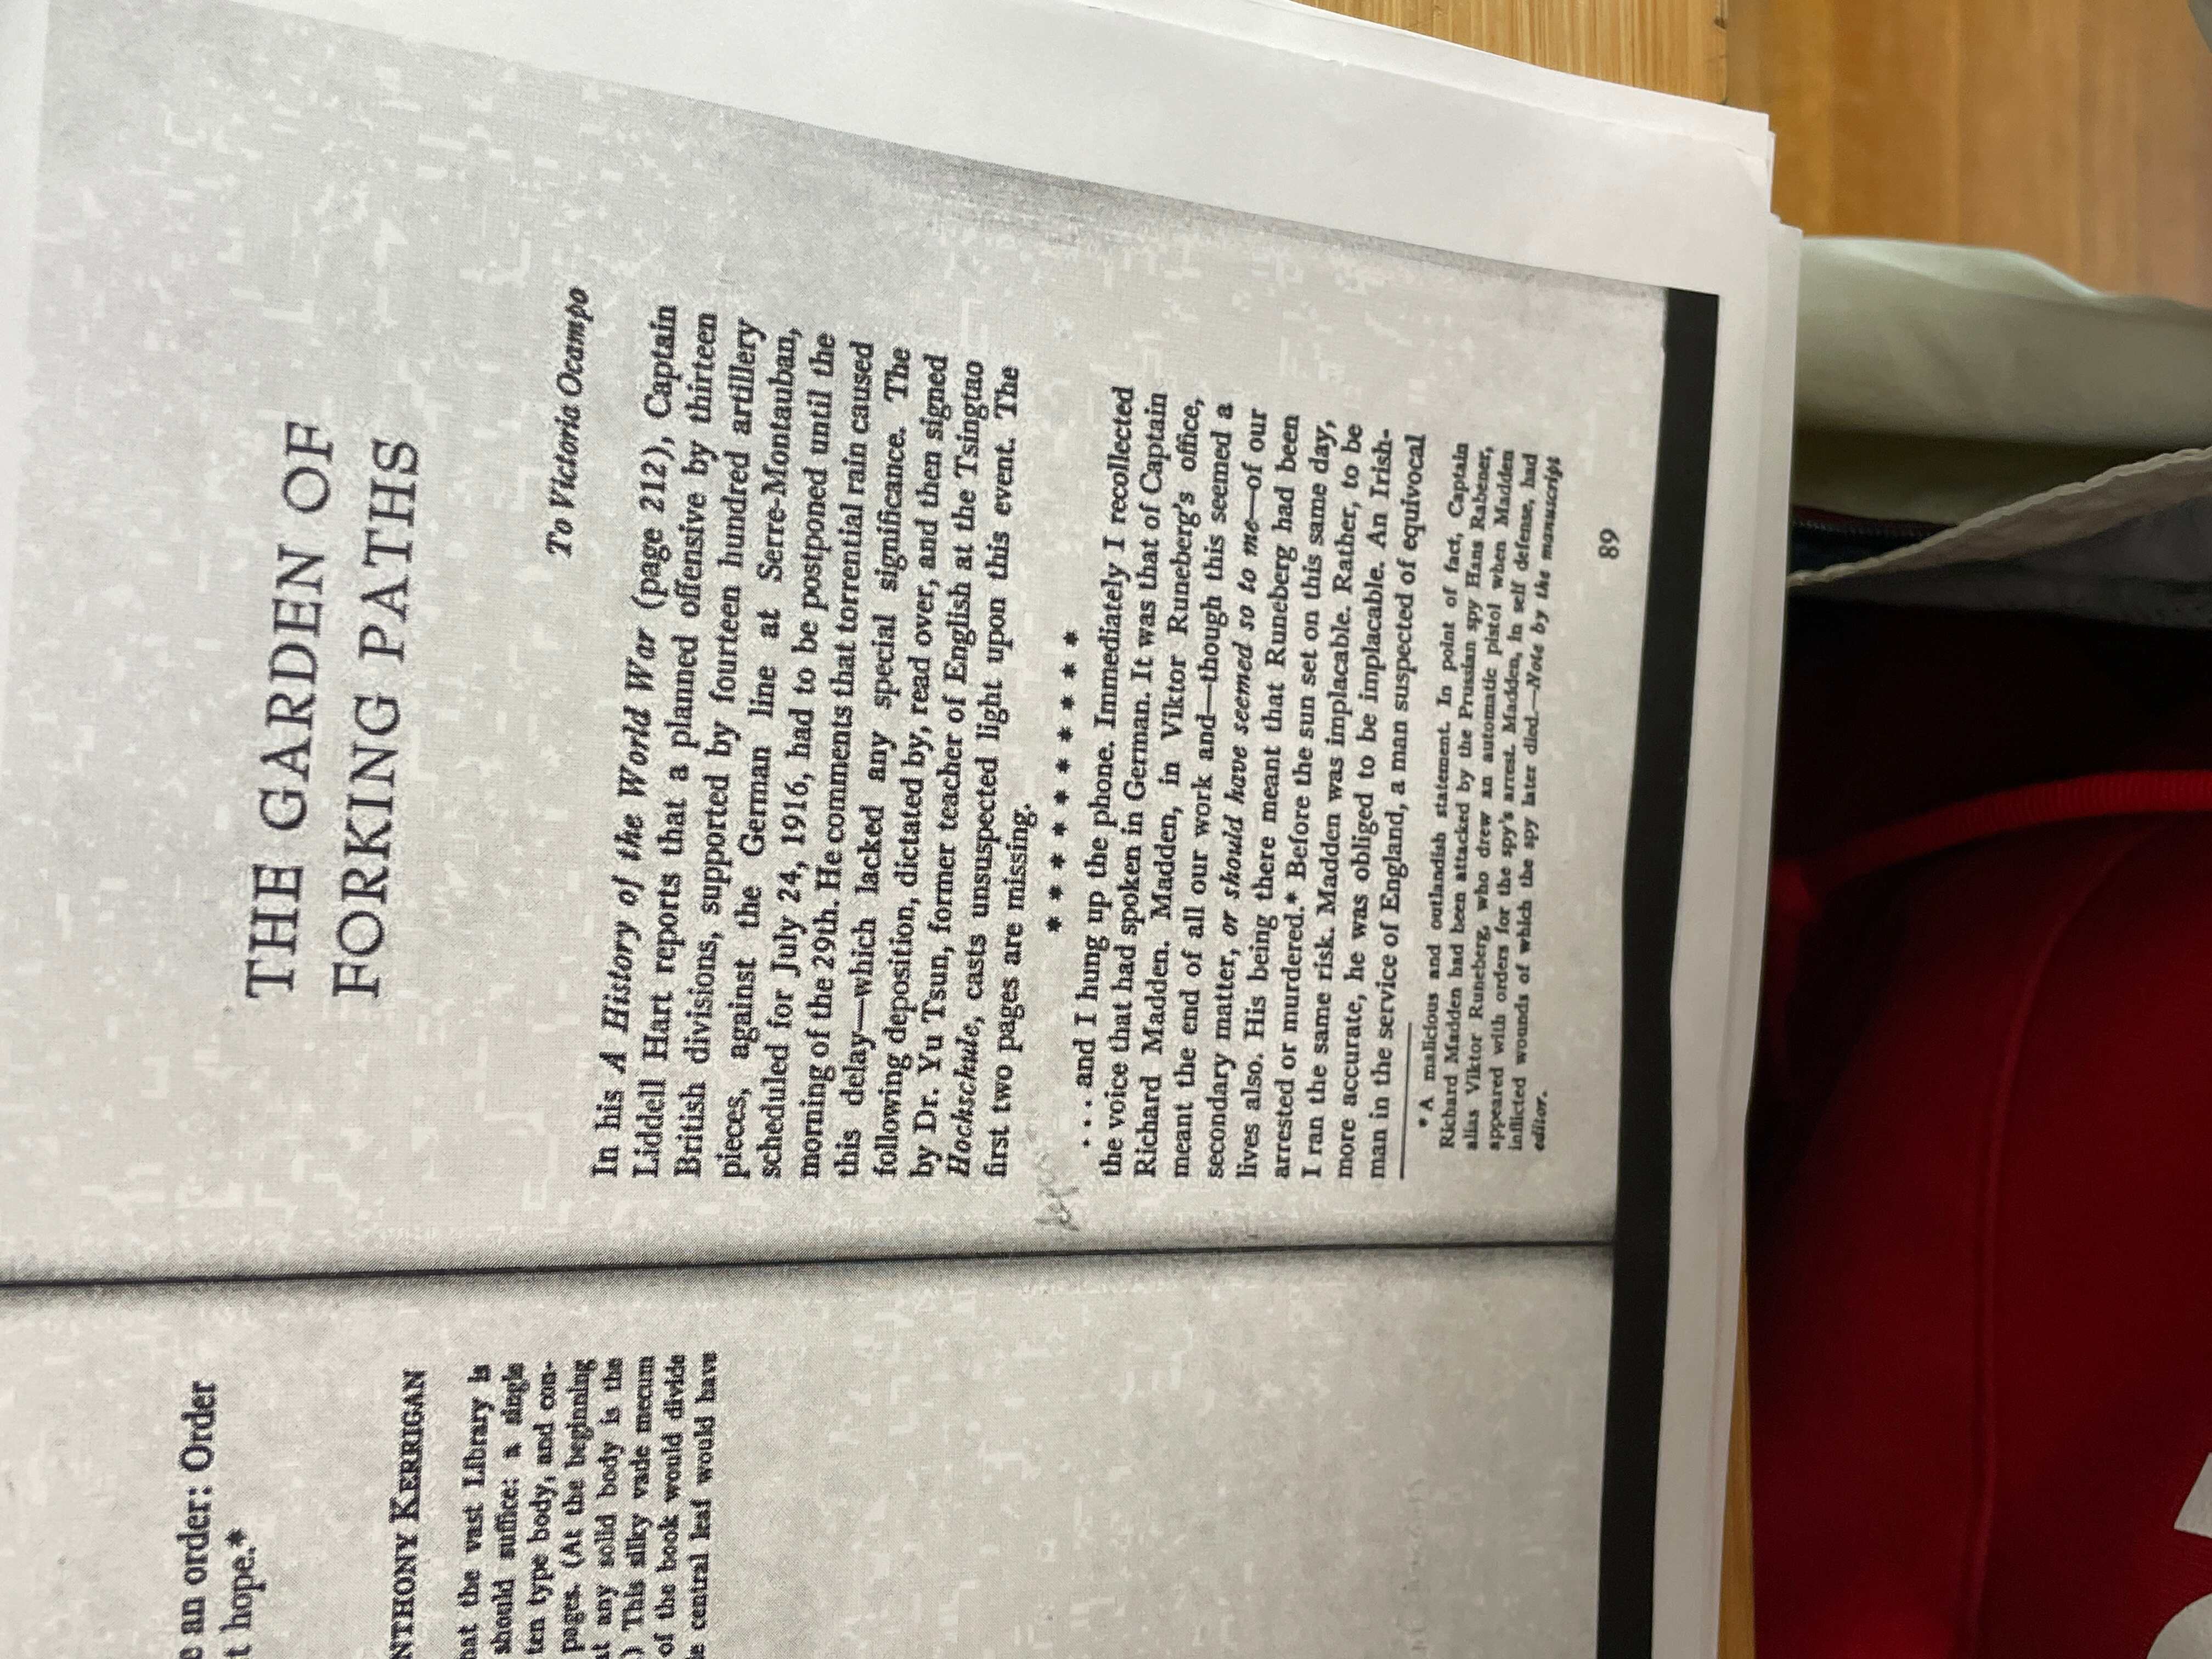 e an order: Order
t hope.*
NTHONY KERRIGAN
hat the vast Library is
should suffice: a single
ten type body, and con-
pages. (At the beginning
t any solid body is the
) This silky vade mecum
of the book would divide
e central leaf would have
THE GARDEN OF
FORKING PATHS
To Victoria Ocampo
In his A History of the World War (page 212), Captain
Liddell Hart reports that a planned offensive by thirteen
British divisions, supported by fourteen hundred artillery
pieces, against the German line at Serre-Montauban,
scheduled for July 24, 1916, had to be postponed until the
morning of the 29th. He comments that torrential rain caused
this delay—which lacked any special significance. The
following deposition, dictated by, read over, and then signed
by Dr. Yu Tsun, former teacher of English at the Tsingtao
Hochschule, casts unsuspected light upon this event. The
first two pages are missing.
* * * * * * * * *
. . . and I hung up the phone. Immediately I recollected
the voice that had spoken in German. It was that of Captain
Richard Madden. Madden, in Viktor Runeberg's office,
meant the end of all our work and—though this seemed a
secondary matter, or should have seemed so to me—of our
lives also. His being there meant that Runeberg had been
arrested or murdered.* Before the sun set on this same day,
I ran the same risk. Madden was implacable. Rather, to be
more accurate, he was obliged to be implacable. An Irish-
man in the service of England, a man suspected of equivocal
* A malicious and outlandish statement. In point of fact, Captain
Richard Madden had been attacked by the Prussian spy Hans Rabener,
alias Viktor Runeberg, who drew an automatic pistol when Madden
appeared with orders for the spy's arrest. Madden, in self defense, had
inflicted wounds of which the spy later died.—Note by the manuscript
editor.
89